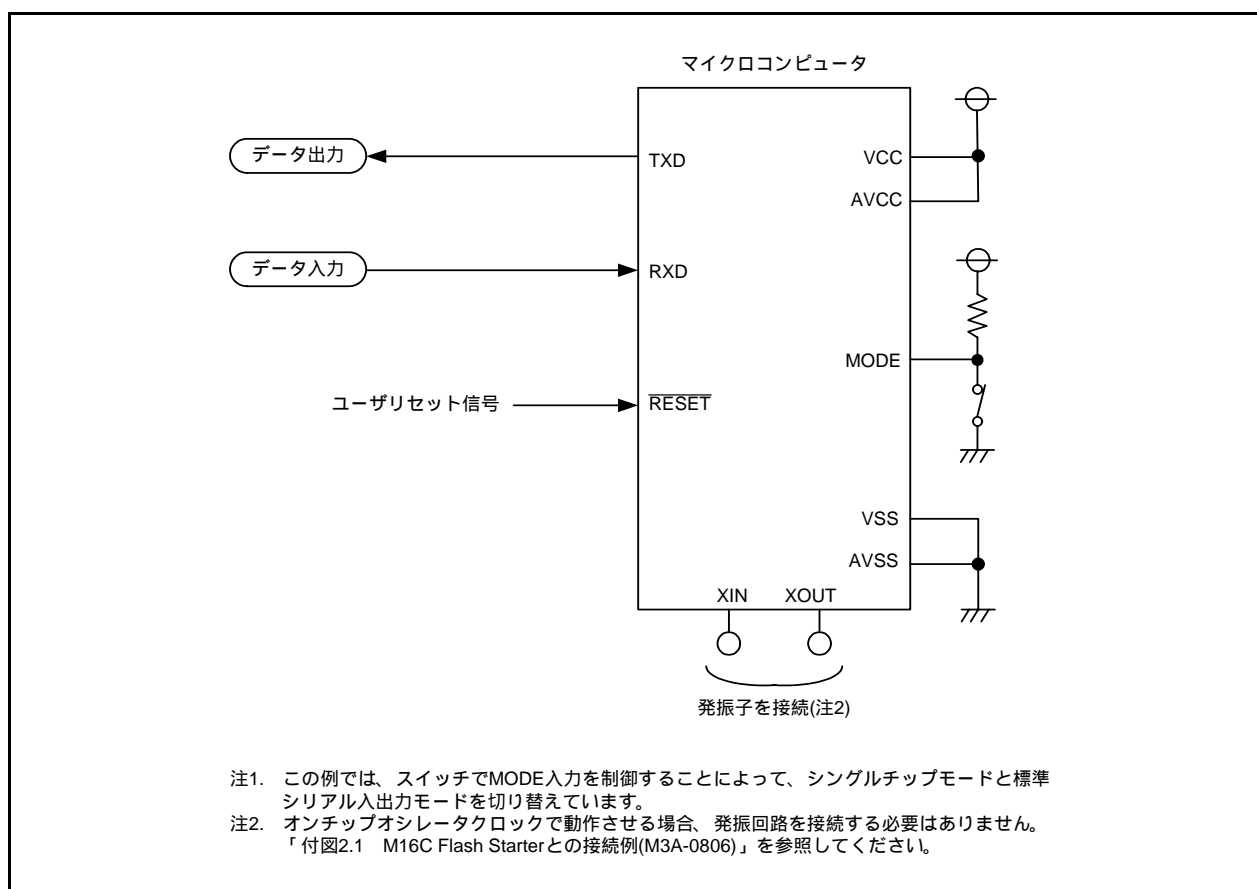 マイクロコンピュータ
データ出力
TXD
VCC
AVCC
データ入力
RXD
MODE
ユーザリセット信号
RESET
VSS
AVSS
XIN
XOUT
発振子を接続(注2)
注1. この例では、スイッチでMODE入力を制御することによって、シングルチップモードと標準
シリアル入出力モードを切り替えています。
注2. オンチップオシレータクロックで動作させる場合、発振回路を接続する必要はありません。
「付図2.1 M16C Flash Starterとの接続例(M3A-0806)」を参照してください。